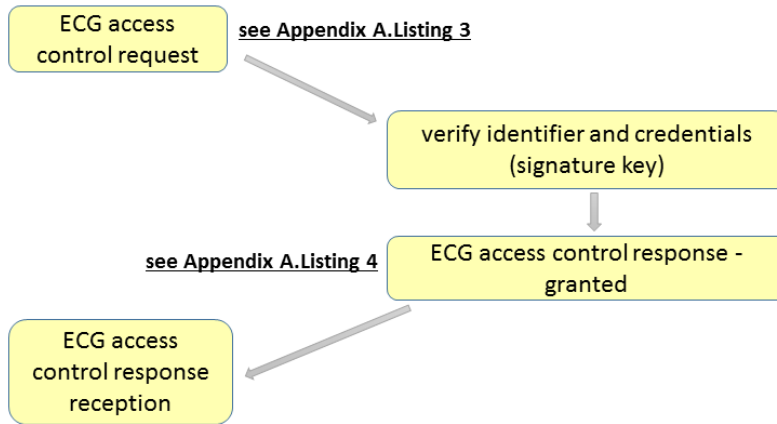 ECG access
control request
see Appendix A.Listing 3
verify identifier and credentials
(signature key)
see Appendix A.Listing 4
ECG access control response -
granted
ECG access
control response
reception